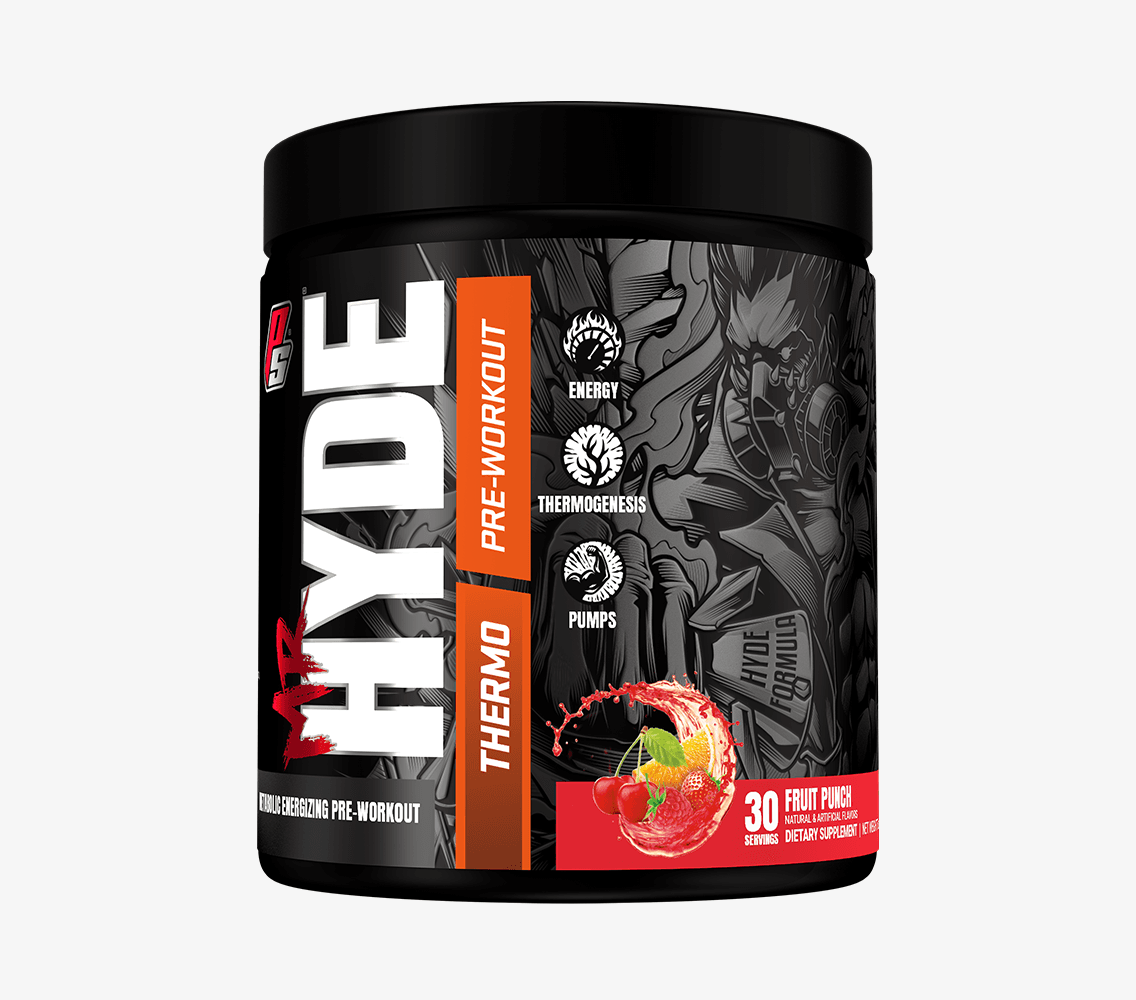 PS
MR
HYDE
®
THERMO PRE-WORKOUT
ENERGY
THERMOGENESIS
PUMPS
HYDE
FORMULA
ENERGIZING PRE-WORKOUT
30
SERVINGS
FRUIT PUNCH
NATURAL & ARTIFICIAL FLAVORS
DIETARY SUPPLEMENT | NET